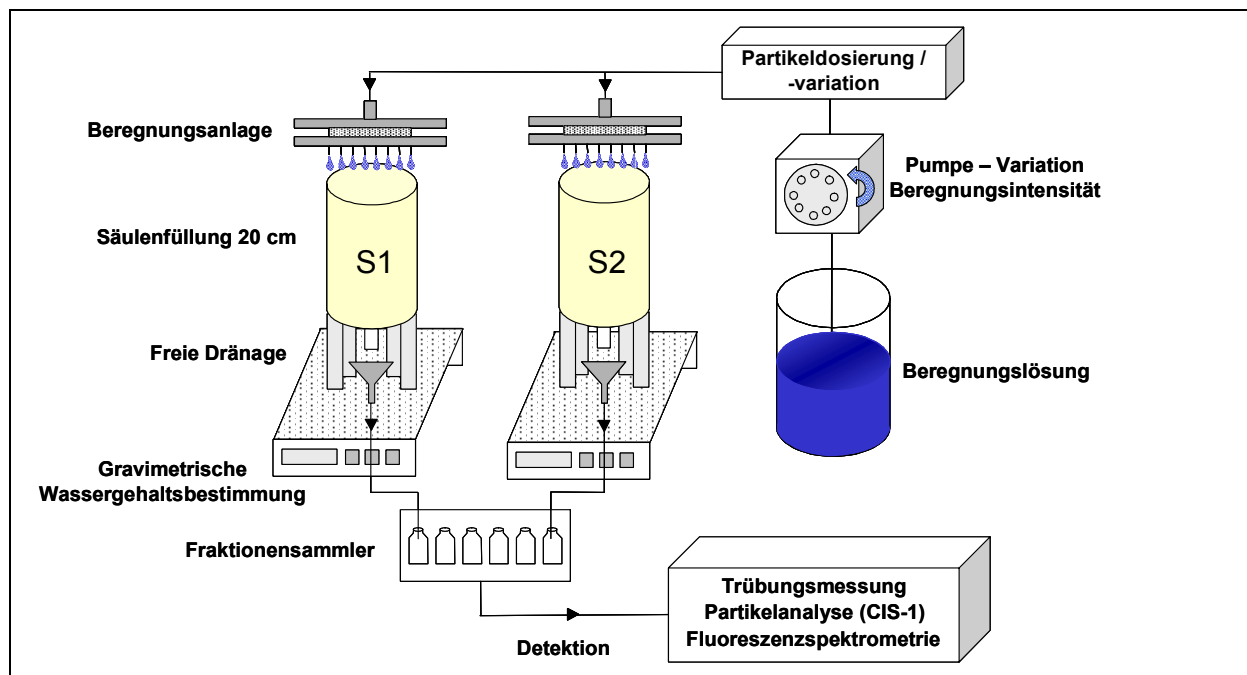 Partikeldosierung /
-variation
Beregnungsanlage
Pumpe – Variation
Beregnungsintensität
Säulenfüllung 20 cm
S1
S2
Freie Dränage
Beregnungslösung
Gravimetrische
Wassergehaltsbestimmung
Fraktionensammler
Trübungsmessung
Partikelanalyse (CIS-1)
Fluoreszenzspektrometrie
Detektion